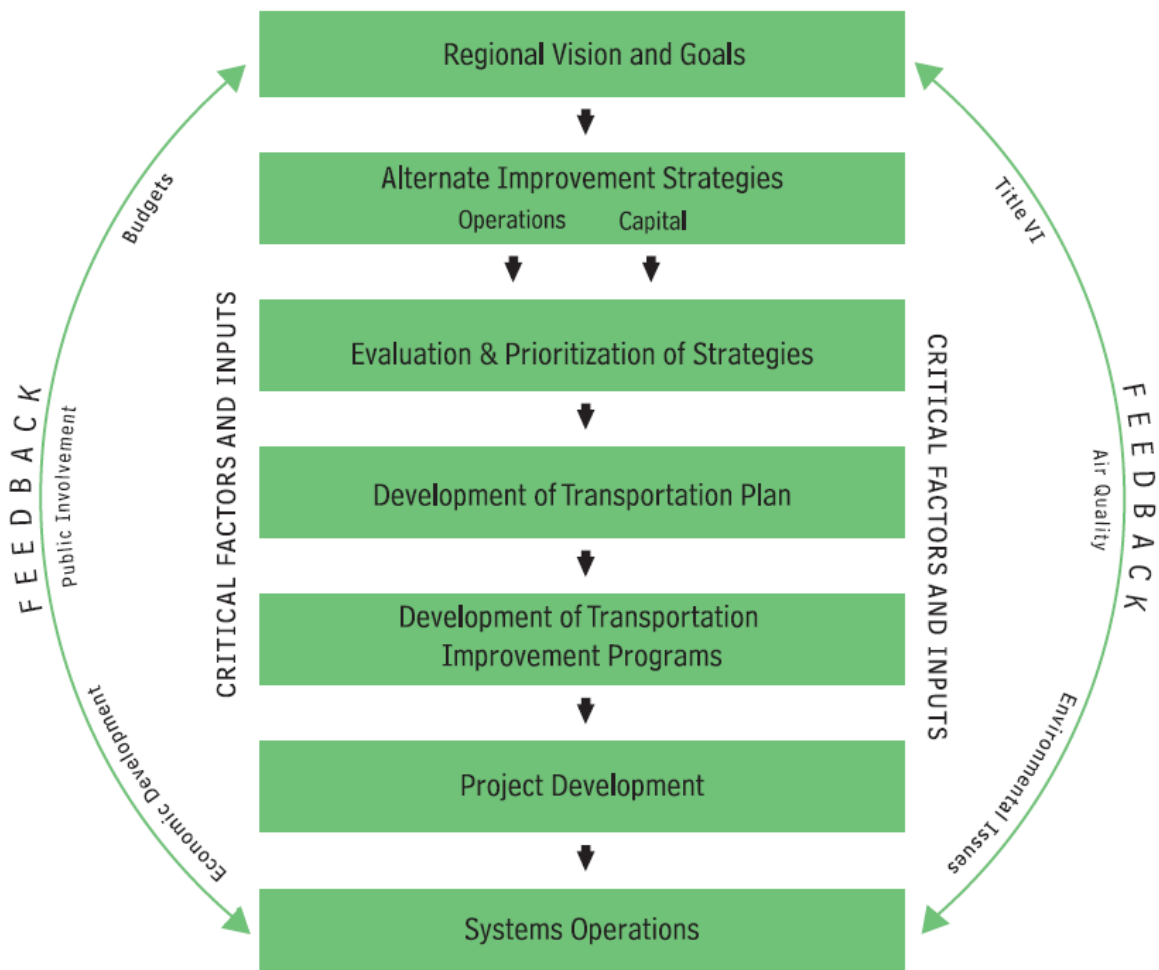 Regional Vision and Goals
Alternate Improvement Strategies
Operations Capital
Evaluation & Prioritization of Strategies
Development of Transportation Plan
Development of Transportation
Improvement Programs
Project Development
Systems Operations
FEEDBACK
Budgets
Public Involvement
Economic Development
CRITICAL FACTORS AND INPUTS
CRITICAL FACTORS AND INPUTS
Title VI
Air Quality
Environmental Issues
FEEDBACK